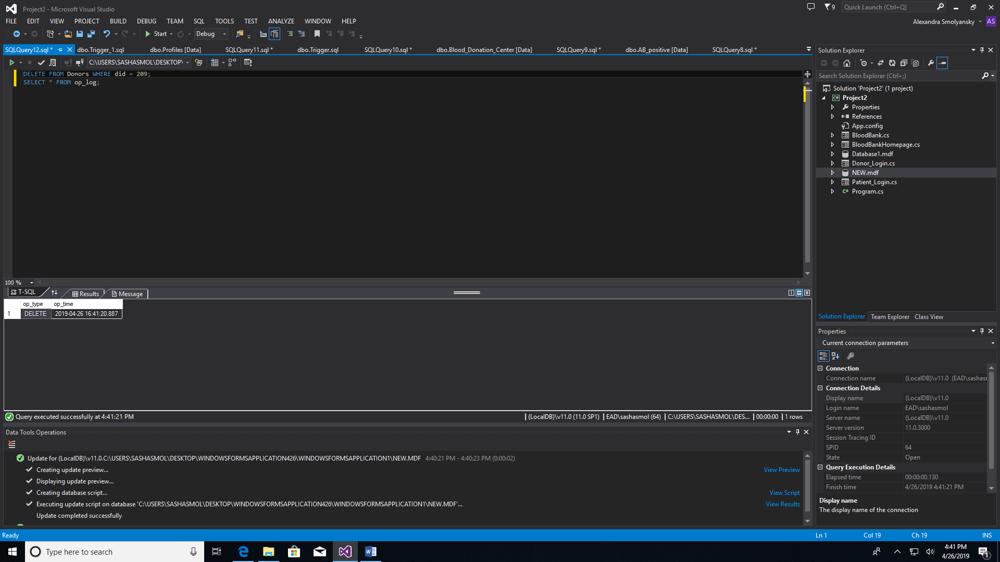 Project2 - Microsoft Visual Studio
9
Quick Launch (Ctrl+Q)
FILE EDIT VIEW PROJECT BUILD DEBUG TEAM SQL TOOLS TEST ANALYZE WINDOW HELP
Alexandra Smolyansky AS
Start Debug
SQLQuery12.sql * dbo.Trigger_1.sql dbo.Profiles [Data] SQLQuery11.sql * dbo.Trigger.sql SQLQuery10.sql * dbo.Blood_Donation_Center [Data] SQLQuery9.sql * dbo.AB_positive [Data] SQLQuery8.sql *
C:\USERS\SASHASMOL\DESKTOP\
DELETE FROM Donors WHERE did = 209;
SELECT * FROM op_log;
100 %
T-SQL Results Message
op_type op_time
1 DELETE 2019-04-26 16:41:20.887
Query executed successfully at 4:41:21 PM
(LocalDB)\v11.0 (11.0 SP1) EAD\sashasmol (64) C:\USERS\SASHASMOL\DES... 00:00:00 1 rows
Data Tools Operations
Update for (LocalDB)\v11.0.C:\USERS\SASHASMOL\DESKTOP\WINDOWSFORMSAPPLICATION426\WINDOWSFORMSAPPLICATION1\NEW.MDF 4:40:21 PM - 4:40:23 PM (0:00:02)
Creating update preview... View Preview
Displaying update preview...
Creating database script... View Script
Executing update script on database 'C:\USERS\SASHASMOL\DESKTOP\WINDOWSFORMSAPPLICATION426\WINDOWSFORMSAPPLICATION1\NEW.MDF'... View Results
Update completed successfully
Solution Explorer
Search Solution Explorer (Ctrl+;)
Solution 'Project2' (1 project)
C# Project2
Properties
References
App.config
BloodBank.cs
BloodBankHomepage.cs
Database1.mdf
Donor_Login.cs
NEW.mdf
Patient_Login.cs
C# Program.cs
Solution Explorer Team Explorer Class View
Properties
Current connection parameters
Connection
Connection name (LocalDB)\v11.0 (EAD\sashasr
Connection Details
Display name (LocalDB)\v11.0
Login name EAD\sashasmol
Server name (LocalDB)\v11.0
Server version 11.0.3000
Session Tracing ID
SPID 64
State Open
Query Execution Details
Elapsed time 00:00:00.130
Finish time 4/26/2019 4:41:21 PM
Display name
The display name of the connection
Ready Ln 1 Col 19 Ch 19 INS
Type here to search
4:41 PM
4/26/2019
1